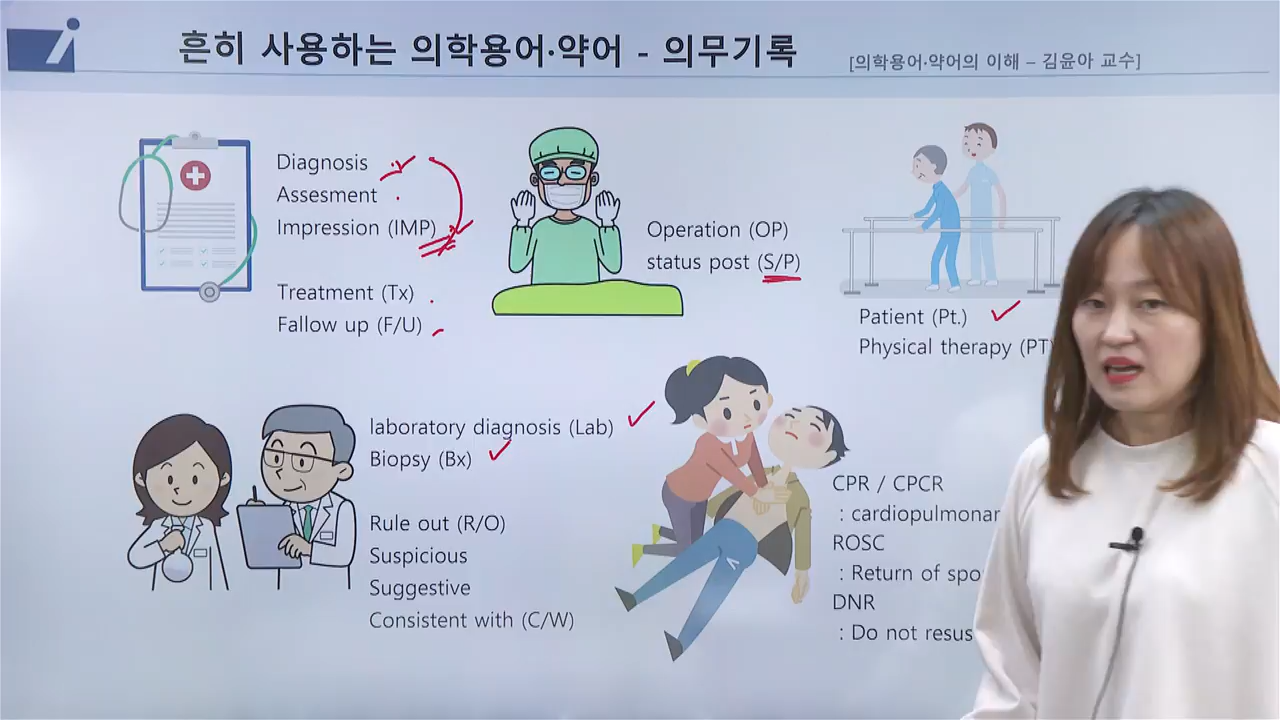 흔히 사용하는 의학용어·약어 - 의무기록
[의학용어·약어의 이해 – 김윤아 교수]
Diagnosis
Assesment
Impression (IMP)
Treatment (Tx)
Fallow up (F/U)
Operation (OP)
status post (S/P)
Patient (Pt.)
Physical therapy (PT)
laboratory diagnosis (Lab)
Biopsy (Bx)
Rule out (R/O)
Suspicious
Suggestive
Consistent with (C/W)
CPR / CPCR
: cardiopulmonar
ROSC
: Return of spo
DNR
: Do not resus